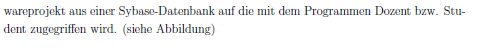 wareprojekt aus einer Sybase-Datenbank auf die mit dem Programmen Dozent bzw. Stu-
dent zugegriffen wird. (siehe Abbildung)